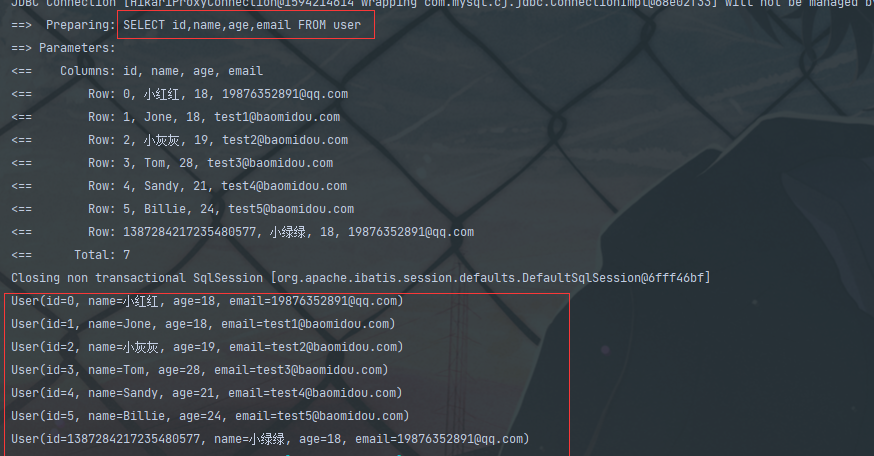 JDBC Connection [HikariProxyConnection@1594214614 wrapping com.mysql.cj.jdbc.ConnectionImpl@68e02f33] will not be managed by
==>  Preparing: SELECT id,name,age,email FROM user
==> Parameters:
<==    Columns: id, name, age, email
<==        Row: 0, 小红红, 18, 19876352891@qq.com
<==        Row: 1, Jone, 18, test1@baomidou.com
<==        Row: 2, 小灰灰, 19, test2@baomidou.com
<==        Row: 3, Tom, 28, test3@baomidou.com
<==        Row: 4, Sandy, 21, test4@baomidou.com
<==        Row: 5, Billie, 24, test5@baomidou.com
<==        Row: 1387284217235480577, 小绿绿, 18, 19876352891@qq.com
<==      Total: 7
Closing non transactional SqlSession [org.apache.ibatis.session.defaults.DefaultSqlSession@6fff46bf]
User(id=0, name=小红红, age=18, email=19876352891@qq.com)
User(id=1, name=Jone, age=18, email=test1@baomidou.com)
User(id=2, name=小灰灰, age=19, email=test2@baomidou.com)
User(id=3, name=Tom, age=28, email=test3@baomidou.com)
User(id=4, name=Sandy, age=21, email=test4@baomidou.com)
User(id=5, name=Billie, age=24, email=test5@baomidou.com)
User(id=1387284217235480577, name=小绿绿, age=18, email=19876352891@qq.com)